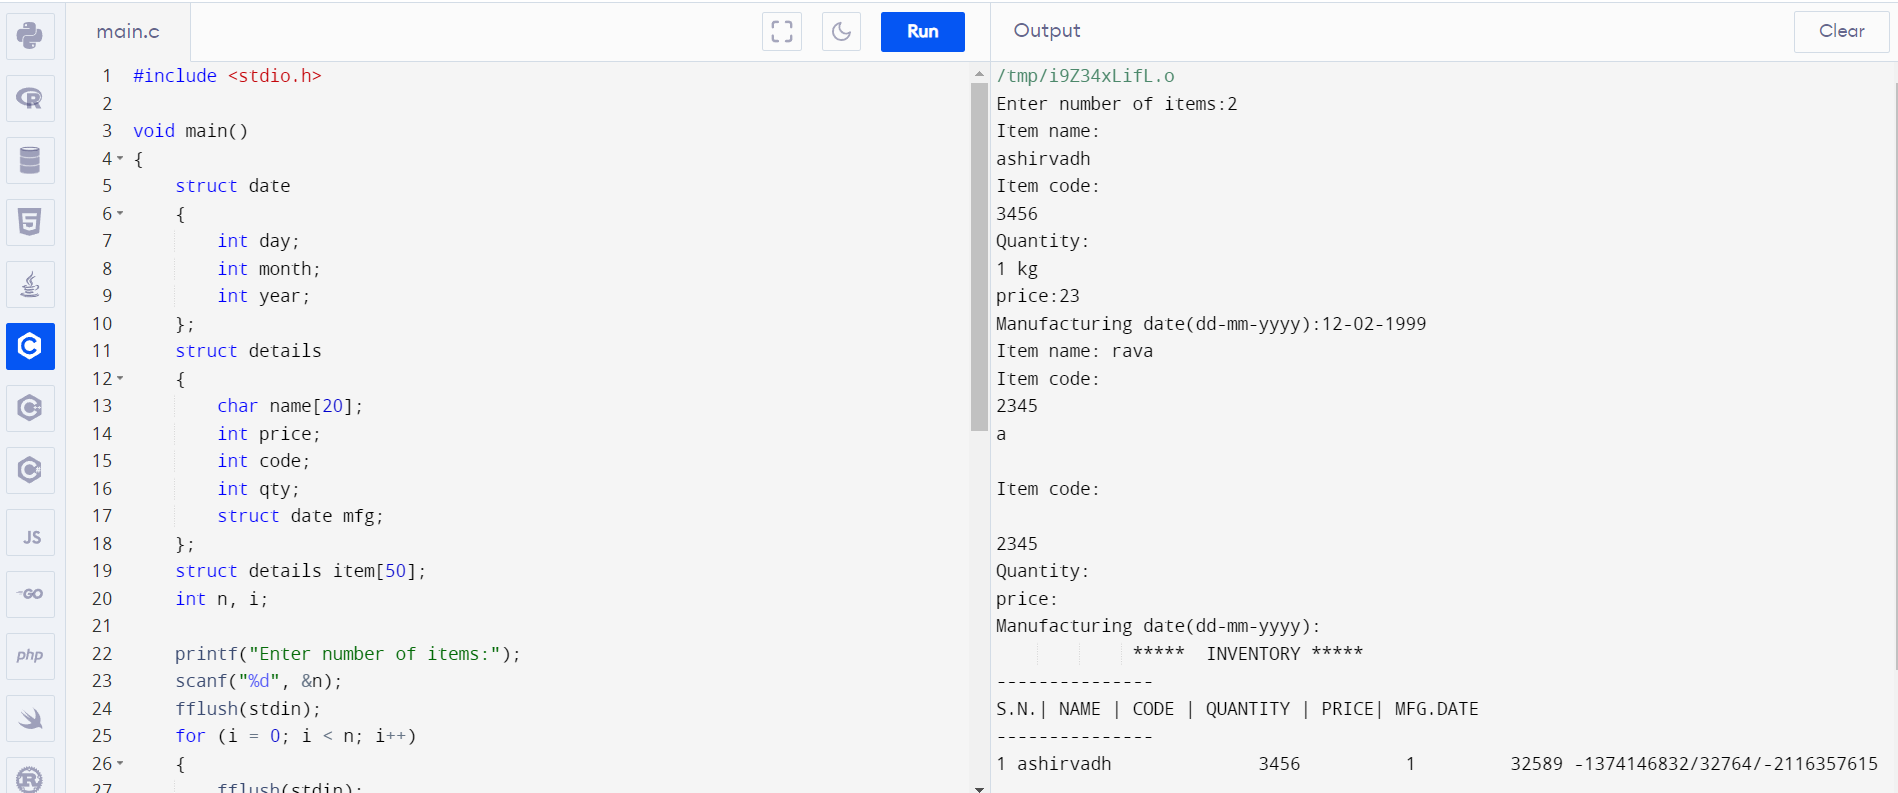 main.c
Run
1 #include <stdio.h>
2
3 void main()
4 {
5 struct date
6 {
7 int day;
8 int month;
9 int year;
10 };
11 struct details
12 {
13 char name[20];
14 int price;
15 int code;
16 int qty;
17 struct date mfg;
18 };
19 struct details item[50];
20 int n, i;
21
22 printf("Enter number of items:");
23 scanf("%d", &n);
24 fflush(stdin);
25 for (i = 0; i < n; i++)
26 {
27 fflush(stdin);
JS
GO
php
Output
Clear
/tmp/i9Z34xLifL.o
Enter number of items:2
Item name:
ashirvadh
Item code:
3456
Quantity:
1 kg
price:23
Manufacturing date(dd-mm-yyyy):12-02-1999
Item name: rava
Item code:
2345
a
Item code:
2345
Quantity:
price:
Manufacturing date(dd-mm-yyyy):
***** INVENTORY *****
---------------
S.N.| NAME | CODE | QUANTITY | PRICE| MFG.DATE
---------------
1 ashirvadh 3456 1 32589 -1374146832/32764/-2116357615